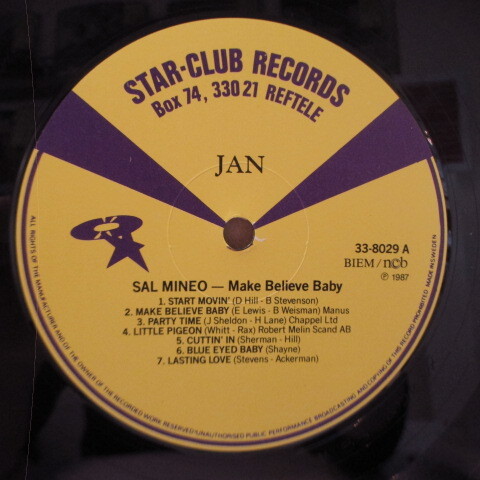 STAR-CLUB RECORDS
Box 74, 330 21 REFTELE
JAN
33-8029 A
BIEM/ncb
Ⓟ 1987
SAL MINEO — Make Believe Baby
1. START MOVIN' (D Hill - B Stevenson)
2. MAKE BELIEVE BABY (E Lewis - B Weisman) Manus
3. PARTY TIME (J Sheldon - H Lane) Chappel Ltd
4. LITTLE PIGEON (Whitt - Rax) Robert Melin Scand AB
5. CUTTIN' IN (Sherman - Hill)
6. BLUE EYED BABY (Shayne)
7. LASTING LOVE (Stevens - Ackerman)
ALL RIGHTS OF THE MANUFACTURER AND OF THE OWNER OF THE RECORDED WORK RESERVED·UNAUTHORISED PUBLIC PERFORMANCE BROADCASTING AND COPYING OF THIS RECORD PROHIBITED MADE IN SWEDEN